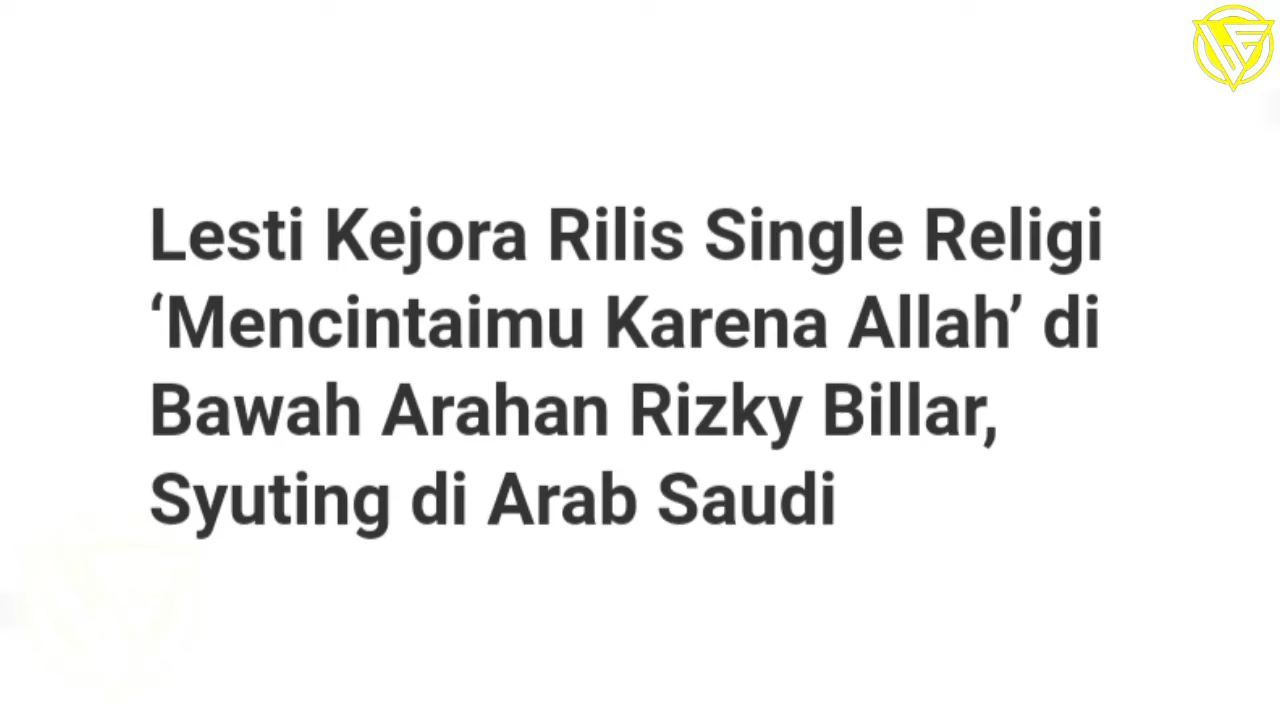 Lesti Kejora Rilis Single Religi
‘Mencintaimu Karena Allah’ di
Bawah Arahan Rizky Billar,
Syuting di Arab Saudi